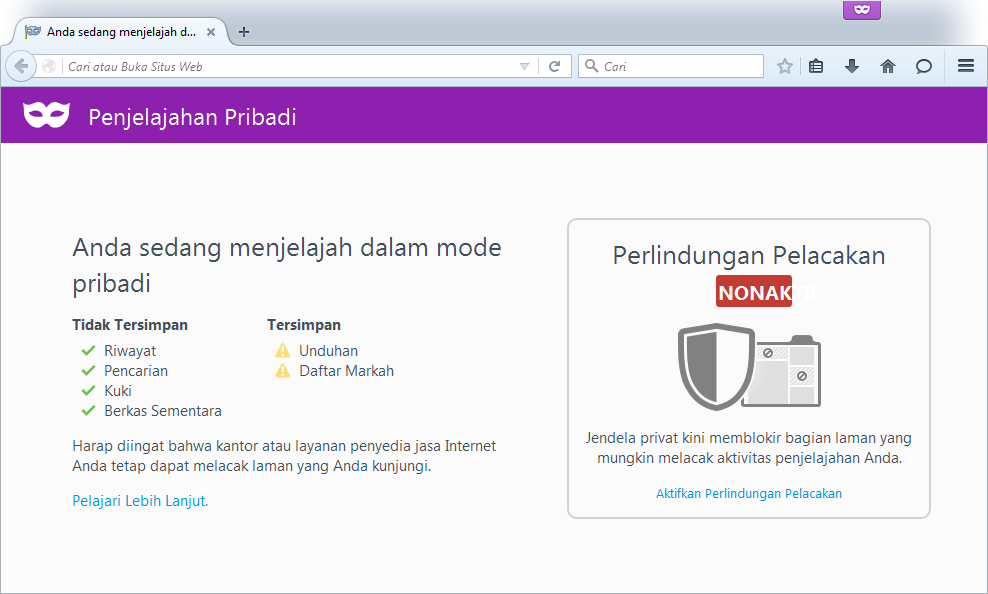 Anda sedang menjelajah d...
Cari atau Buka Situs Web
Cari
Penjelajahan Pribadi
Anda sedang menjelajah dalam mode
pribadi
Tidak Tersimpan
Riwayat
Pencarian
Kuki
Berkas Sementara
Tersimpan
Unduhan
Daftar Markah
Harap diingat bahwa kantor atau layanan penyedia jasa Internet
Anda tetap dapat melacak laman yang Anda kunjungi.
Pelajari Lebih Lanjut.
Perlindungan Pelacakan
NONAKTIF
Jendela privat kini memblokir bagian laman yang
mungkin melacak aktivitas penjelajahan Anda.
Aktifkan Perlindungan Pelacakan